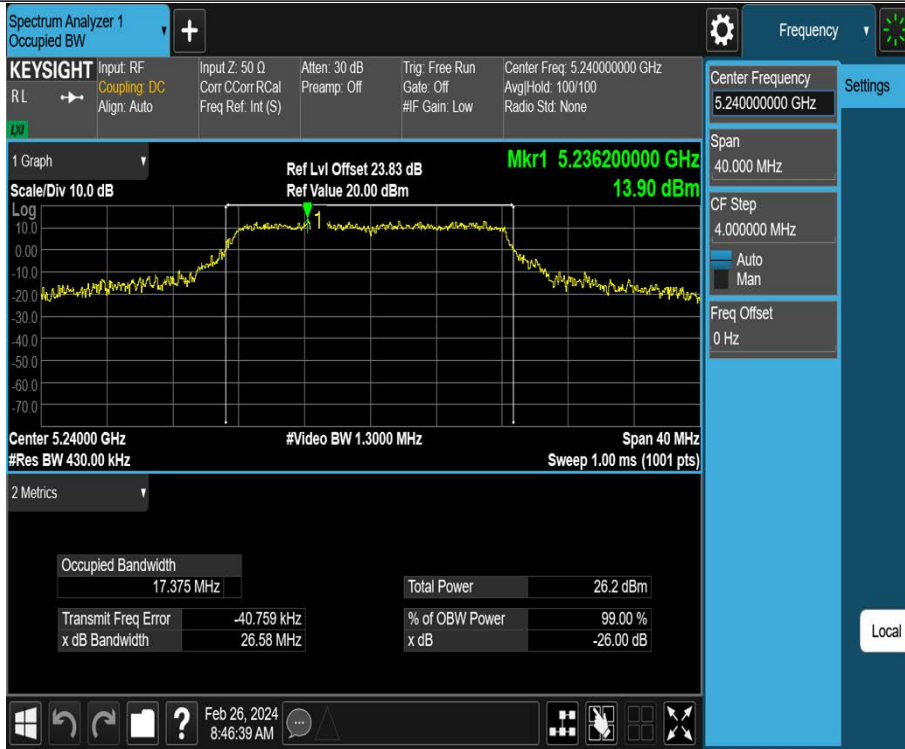 Spectrum Analyzer 1
Occupied BW
+
Frequency
KEYSIGHT
R L
LXI
Input: RF
Coupling: DC
Align: Auto
Input Z: 50 Ω
Corr CCorr RCal
Freq Ref: Int (S)
Atten: 30 dB
Preamp: Off
Trig: Free Run
Gate: Off
#IF Gain: Low
Center Freq: 5.240000000 GHz
Avg|Hold: 100/100
Radio Std: None
Center Frequency
5.240000000 GHz
Settings
Span
40.000 MHz
CF Step
4.000000 MHz
Auto
Man
Freq Offset
0 Hz
Local
1 Graph
Scale/Div 10.0 dB
Ref Lvl Offset 23.83 dB
Ref Value 20.00 dBm
Mkr1 5.236200000 GHz
13.90 dBm
Log
1
10.0
0.00
-10.0
-20.0
-30.0
-40.0
-50.0
-60.0
-70.0
Center 5.24000 GHz
#Video BW 1.3000 MHz
Span 40 MHz
#Res BW 430.00 kHz
Sweep 1.00 ms (1001 pts)
2 Metrics
Occupied Bandwidth
17.375 MHz
Total Power 26.2 dBm
Transmit Freq Error -40.759 kHz
% of OBW Power 99.00 %
x dB Bandwidth 26.58 MHz
x dB -26.00 dB
?
Feb 26, 2024
8:46:39 AM